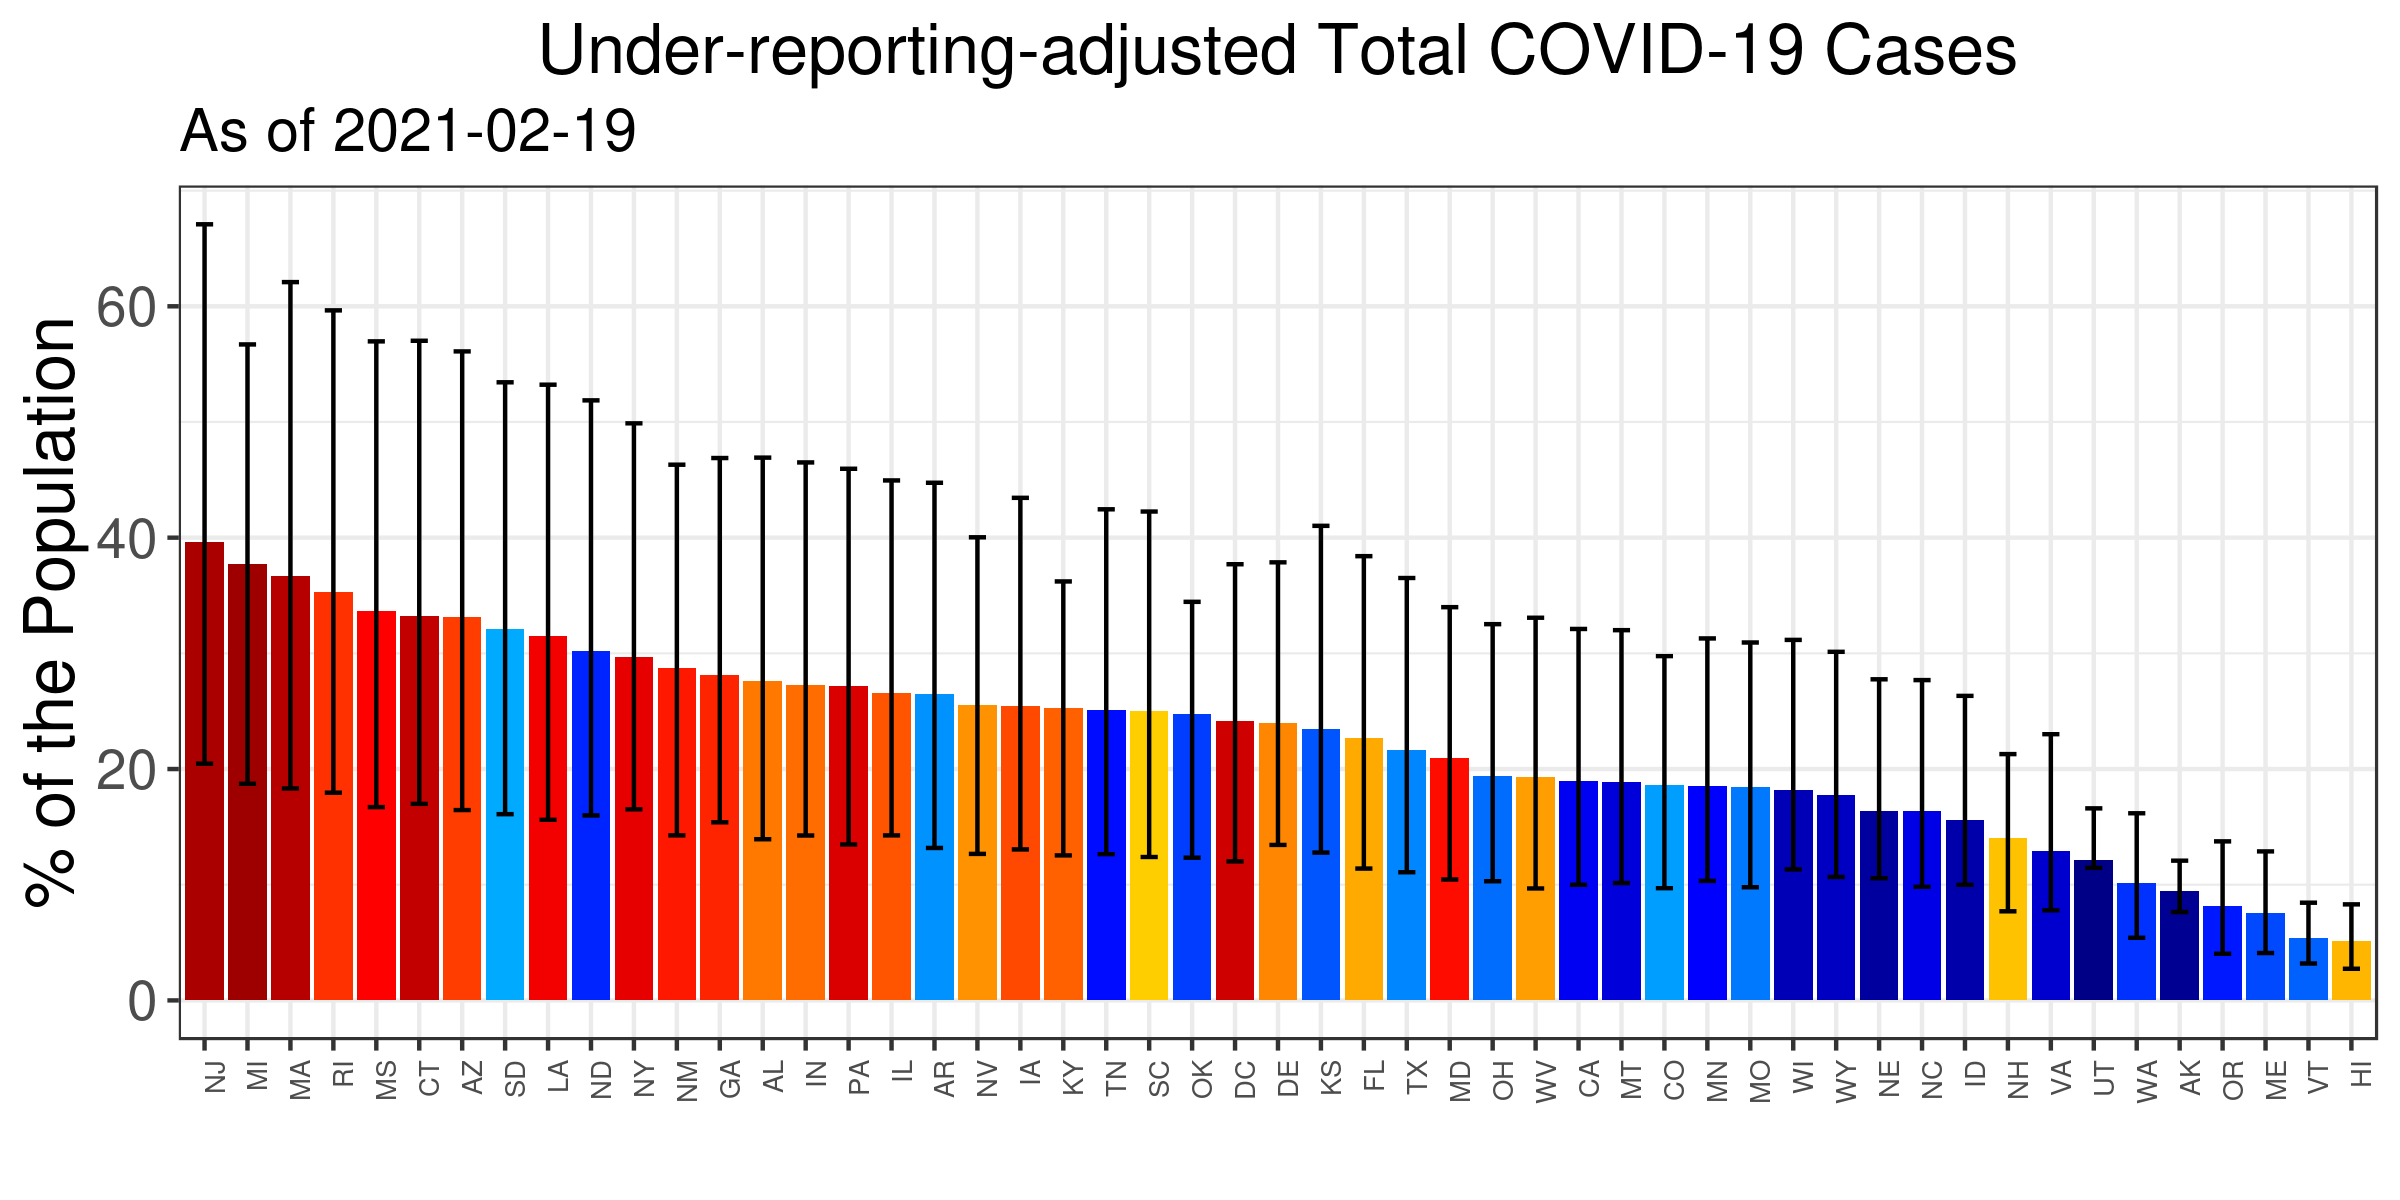 Under-reporting-adjusted Total COVID-19 Cases
As of 2021-02-19
% of the Population
60
40
20
0
NJ MI MA RI MS CT AZ SD LA ND NY NM GA AL IN PA IL AR NV IA KY TN SC OK DC DE KS FL TX MD OH WV CA MT CO MN MO WI WY NE NC ID NH VA UT WA AK OR ME VT HI